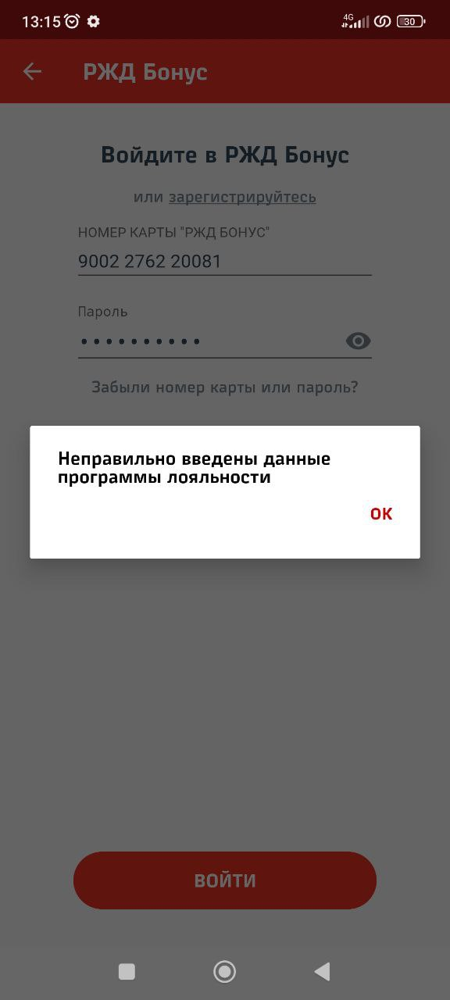 13:15 4G 30
РЖД Бонус
Войдите в РЖД Бонус
или зарегистрируйтесь
НОМЕР КАРТЫ "РЖД БОНУС"
9002 2762 20081
Пароль
••••••••••
Забыли номер карты или пароль?
Неправильно введены данные
программы лояльности
ОК
ВОЙТИ